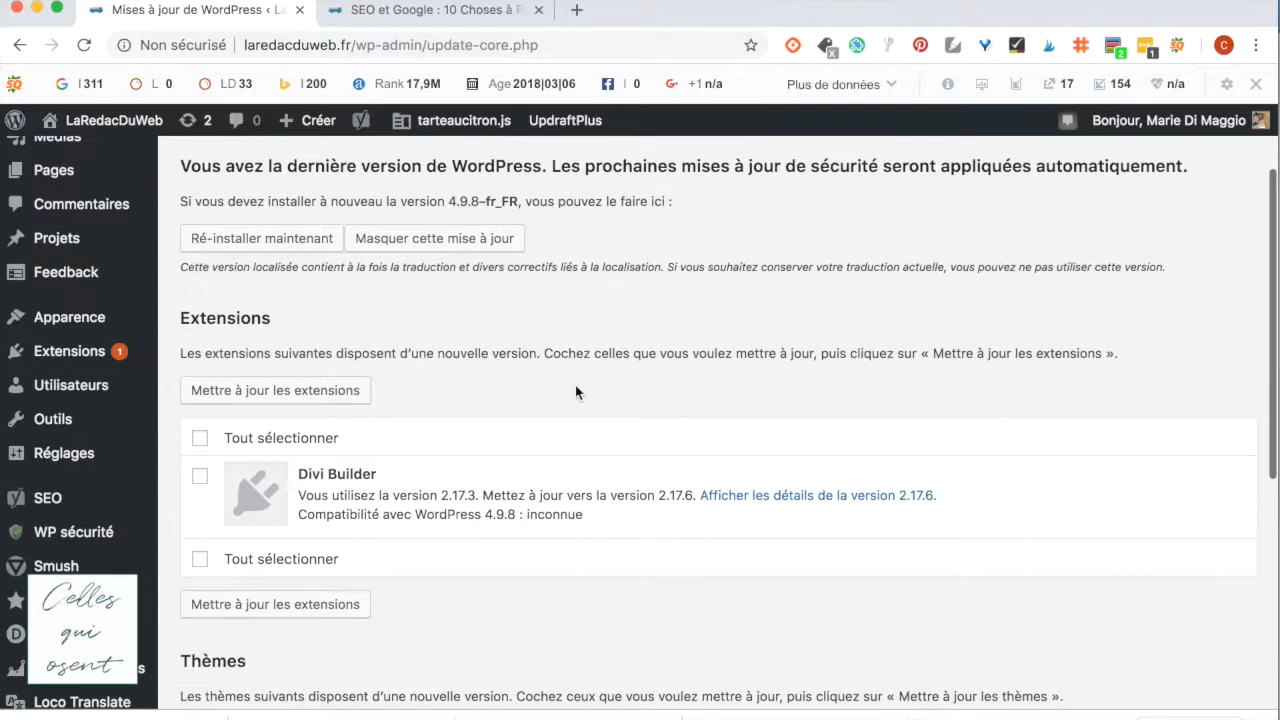 Mises à jour de WordPress ‹ La
SEO et Google : 10 Choses à F
Non sécurisé
laredacduweb.fr/wp-admin/update-core.php
2
1
C
I 311
L 0
LD 33
I 200
Rank 17,9M
Age 2018|03|06
I 0
+1 n/a
Plus de données
17
154
n/a
LaRedacDuWeb
2
0
Créer
tarteaucitron.js
UpdraftPlus
Bonjour, Marie Di Maggio
Médias
Pages
Commentaires
Projets
Feedback
Apparence
Extensions 1
Utilisateurs
Outils
Réglages
SEO
WP sécurité
Smush
Celles
qui
osent
s
Loco Translate
Vous avez la dernière version de WordPress. Les prochaines mises à jour de sécurité seront appliquées automatiquement.
Si vous devez installer à nouveau la version 4.9.8–fr_FR, vous pouvez le faire ici :
Ré-installer maintenant
Masquer cette mise à jour
Cette version localisée contient à la fois la traduction et divers correctifs liés à la localisation. Si vous souhaitez conserver votre traduction actuelle, vous pouvez ne pas utiliser cette version.
Extensions
Les extensions suivantes disposent d’une nouvelle version. Cochez celles que vous voulez mettre à jour, puis cliquez sur « Mettre à jour les extensions ».
Mettre à jour les extensions
Tout sélectionner
Divi Builder
Vous utilisez la version 2.17.3. Mettez à jour vers la version 2.17.6. Afficher les détails de la version 2.17.6.
Compatibilité avec WordPress 4.9.8 : inconnue
Tout sélectionner
Mettre à jour les extensions
Thèmes
Les thèmes suivants disposent d’une nouvelle version. Cochez ceux que vous voulez mettre à jour, puis cliquez sur « Mettre à jour les thèmes ».